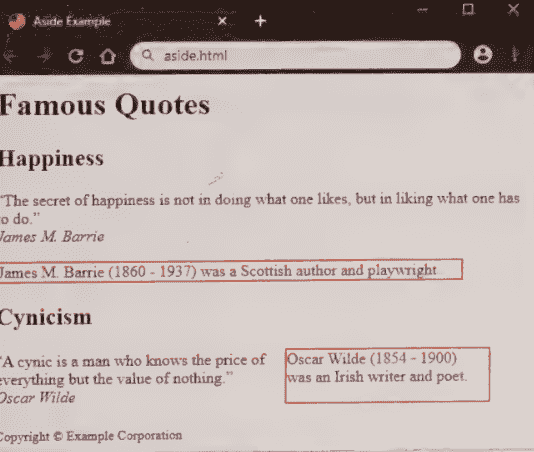 Aside Example
aside.html
Famous Quotes
Happiness
“The secret of happiness is not in doing what one likes, but in liking what one has
to do.”
James M. Barrie
James M. Barrie (1860 - 1937) was a Scottish author and playwright
Cynicism
“A cynic is a man who knows the price of
everything but the value of nothing.”
Oscar Wilde
Oscar Wilde (1854 - 1900)
was an Irish writer and poet.
Copyright © Example Corporation